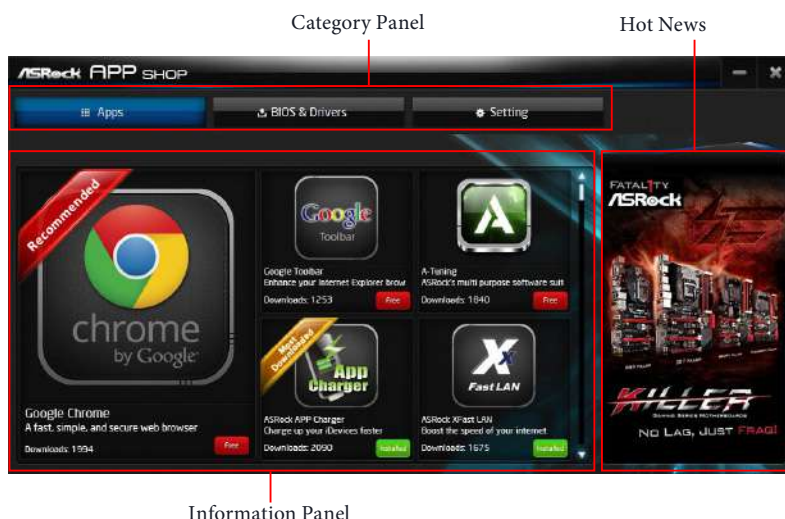 Category Panel
Hot News
ASRock APP SHOP
Apps
BIOS & Drivers
Setting
Recommended
chrome
by Google
Google Chrome
A fast, simple, and secure web browser
Downloads: 1994
Free
Google
Toolbar
Google Toolbar
Enhance your Internet Explorer brow
Downloads: 1253
Free
A
A-Tuning
ASRock's multi purpose software suit
Downloads: 1840
Free
Most
Downloaded
App
Charger
ASRock APP Charger
Charge up your iDevices faster
Downloads: 2090
Installed
X
Fast LAN
ASRock XFast LAN
Boost the speed of your internet
Downloads: 1675
Installed
FATAL1TY
ASRock
KILLER
NO LAG, JUST FRAG!
Information Panel